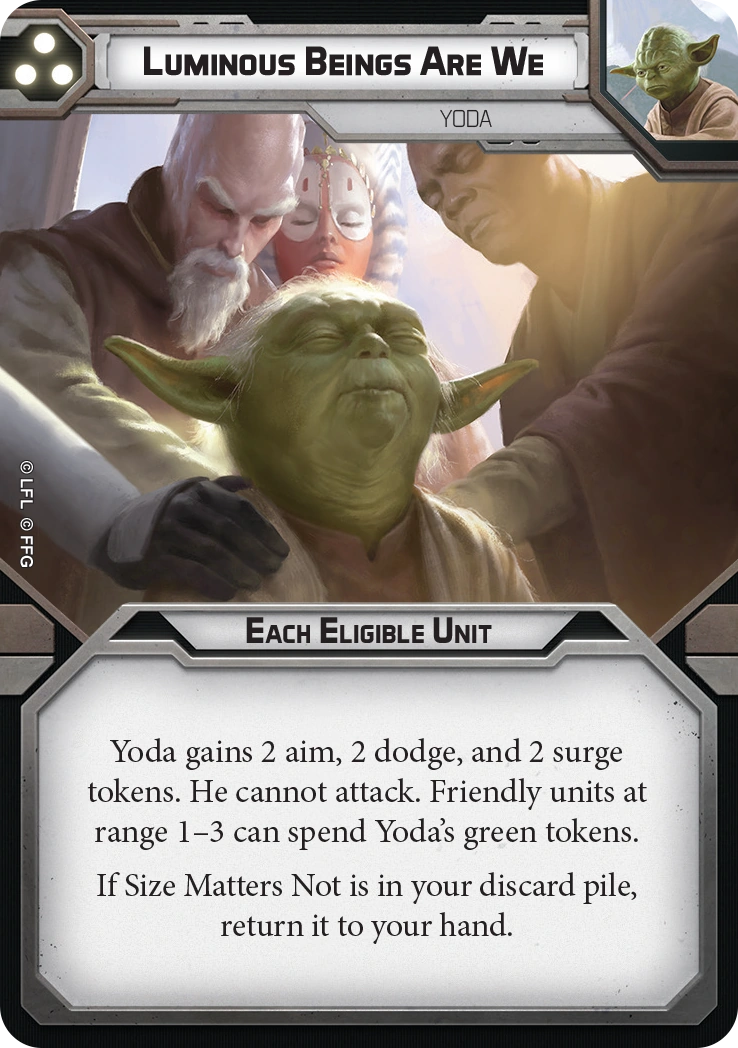 Luminous Beings Are We
YODA
© LFL © FFG
Each Eligible Unit
Yoda gains 2 aim, 2 dodge, and 2 surge
tokens. He cannot attack. Friendly units at
range 1–3 can spend Yoda’s green tokens.
If Size Matters Not is in your discard pile,
return it to your hand.